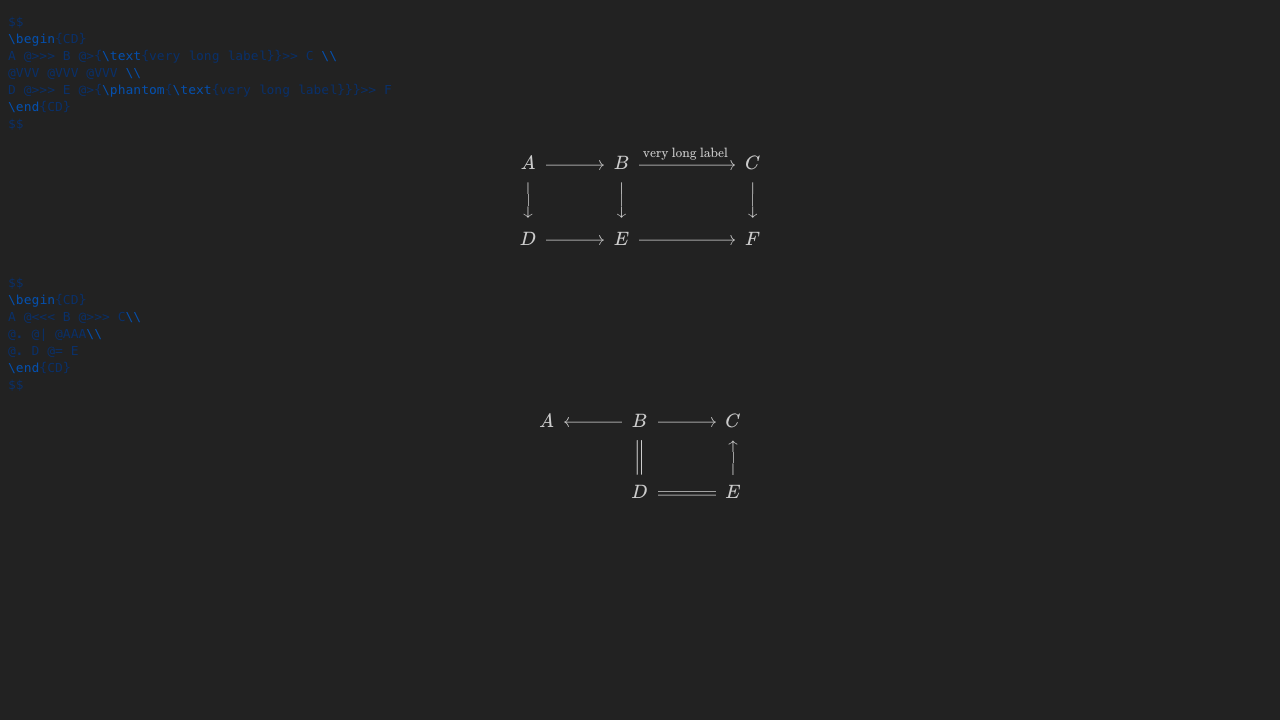 $$
\begin{CD}
A @>>> B @>{\text{very long label}}>> C \\
@VVV @VVV @VVV \\
D @>>> E @>{\phantom{\text{very long label}}}>> F
\end{CD}
$$
A B very long label C
D E F
$$
\begin{CD}
A @<<< B @>>> C\\
@. @| @AAA\\
@. D @= E
\end{CD}
$$
A B C
D E